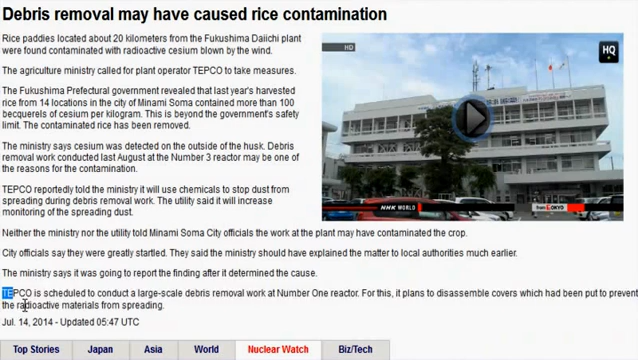 Debris removal may have caused rice contamination
Rice paddies located about 20 kilometers from the Fukushima Daiichi plant
were found contaminated with radioactive cesium blown by the wind.
The agriculture ministry called for plant operator TEPCO to take measures.
The Fukushima Prefectural government revealed that last year's harvested
rice from 14 locations in the city of Minami Soma contained more than 100
becquerels of cesium per kilogram. This is beyond the government's safety
limit. The contaminated rice has been removed.
The ministry says cesium was detected on the outside of the husk. Debris
removal work conducted last August at the Number 3 reactor may be one of
the reasons for the contamination.
TEPCO reportedly told the ministry it will use chemicals to stop dust from
spreading during debris removal work. The utility said it will increase
monitoring of the spreading dust.
HD
HQ
NHK WORLD
from TOKYO
Neither the ministry nor the utility told Minami Soma City officials the work at the plant may have contaminated the crop.
City officials say they were greatly startled. They said the ministry should have explained the matter to local authorities much earlier.
The ministry says it was going to report the finding after it determined the cause.
TEPCO is scheduled to conduct a large-scale debris removal work at Number One reactor. For this, it plans to disassemble covers which had been put to prevent
the radioactive materials from spreading.
Jul. 14, 2014 - Updated 05:47 UTC
Top Stories
Japan
Asia
World
Nuclear Watch
Biz/Tech